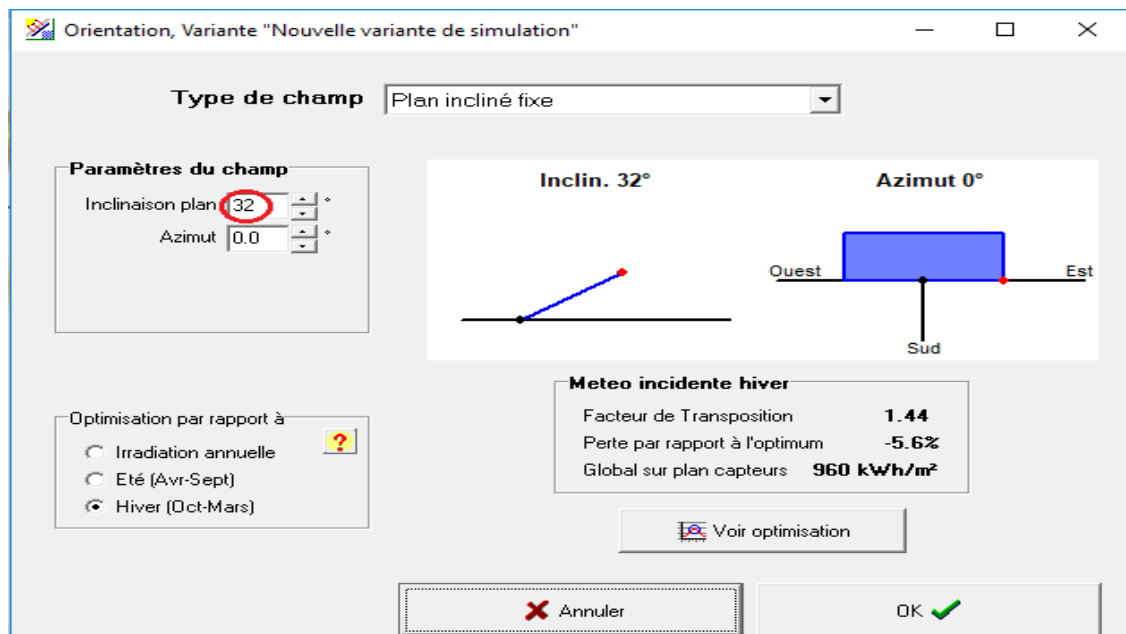 Orientation, Variante "Nouvelle variante de simulation"
Type de champ Plan incliné fixe
Paramètres du champ
Inclinaison plan 32 °
Azimut 0.0 °
Inclin. 32°
Azimut 0°
Ouest
Est
Sud
Optimisation par rapport à
?
Irradiation annuelle
Eté (Avr-Sept)
Hiver (Oct-Mars)
Meteo incidente hiver
Facteur de Transposition 1.44
Perte par rapport à l'optimum -5.6%
Global sur plan capteurs 960 kWh/m²
Voir optimisation
Annuler
OK